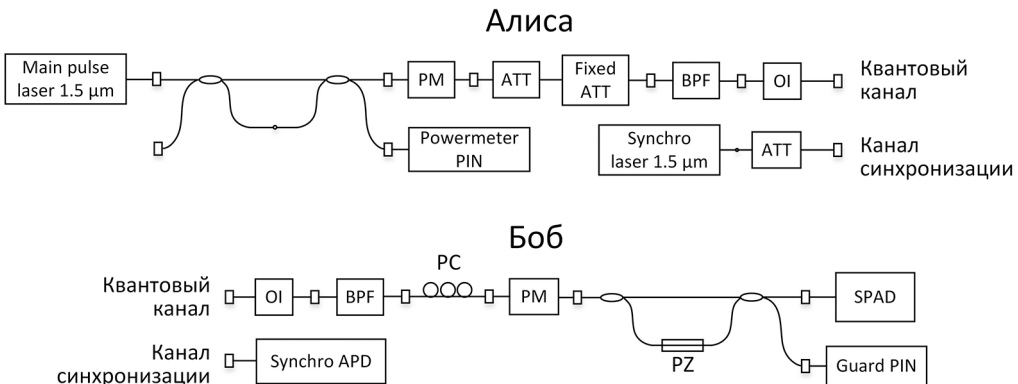 Алиса
Main pulse
laser 1.5 µm
PM
ATT
Fixed
ATT
BPF
OI
Квантовый
канал
Powermeter
PIN
Synchro
laser 1.5 µm
ATT
Канал
синхронизации
Боб
Квантовый
канал
OI
BPF
PC
PM
PZ
SPAD
Guard PIN
Канал
синхронизации
Synchro APD